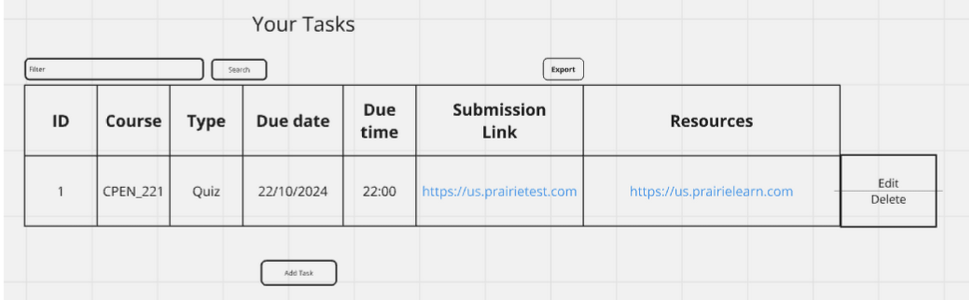 Your Tasks
Filter
Search
Export
ID Course Type Due date Due time Submission Link Resources
1 CPEN_221 Quiz 22/10/2024 22:00 https://us.prairietest.com https://us.prairielearn.com
Edit
Delete
Add Task